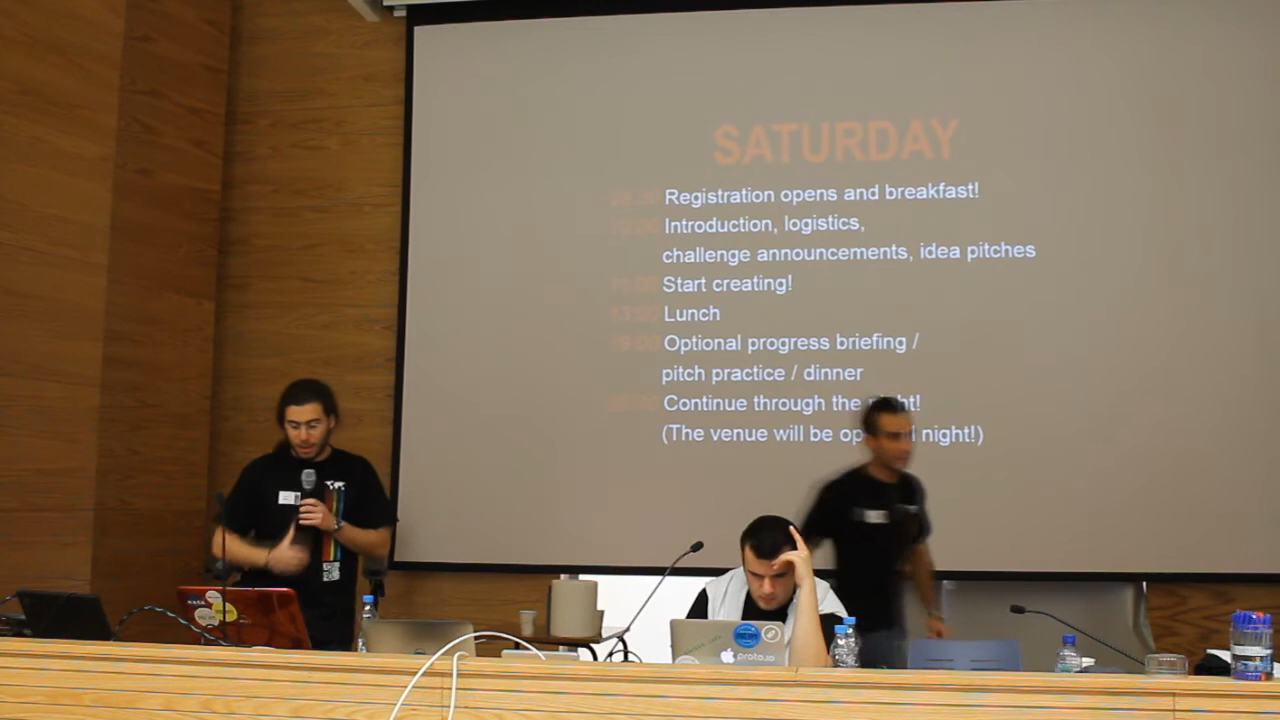 SATURDAY
Registration opens and breakfast!
Introduction, logistics,
challenge announcements, idea pitches
Start creating!
Lunch
Optional progress briefing /
pitch practice / dinner
Continue through the
(The venue will be night!)
proto.io